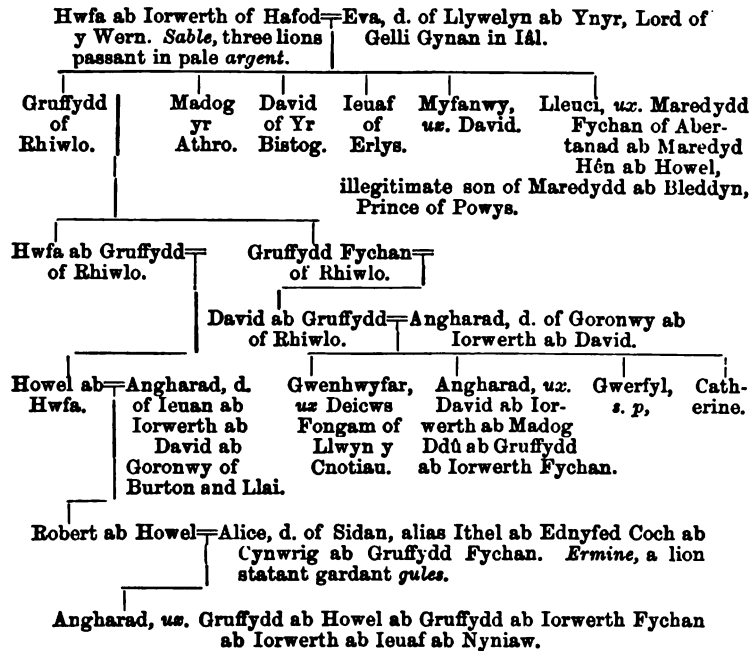 Hwfa ab Iorwerth of Hafod=Eva, d. of Llywelyn ab Ynyr, Lord of
y Wern. Sable, three lions Gelli Gynan in Iâl.
passant in pale argent.
Gruffydd Madog David Ieuaf Myfanwy, Lleuci, ux. Maredydd
of yr of Yr of ux. David. Fychan of Aber-
Rhiwlo. Athro. Bistog. Erlys. tanad ab Maredyd
Hên ab Howel,
illegitimate son of Maredydd ab Bleddyn,
Prince of Powys.
Hwfa ab Gruffydd= Gruffydd Fychan=
of Rhiwlo. of Rhiwlo.
David ab Gruffydd=Angharad, d. of Goronwy ab
of Rhiwlo. Iorwerth ab David.
Howel ab=Angharad, d. Gwenhwyfar, Angharad, ux. Gwerfyl, Cath-
Hwfa. of Ieuan ab ux Deicws David ab Ior- s. p, erine.
Iorwerth ab Fongam of werth ab Madog
David ab Llwyn y Ddû ab Gruffydd
Goronwy of Cnotiau. ab Iorwerth Fychan.
Burton and Llai.
Robert ab Howel=Alice, d. of Sidan, alias Ithel ab Ednyfed Coch ab
Cynwrig ab Gruffydd Fychan. Ermine, a lion
statant gardant gules.
Angharad, ux. Gruffydd ab Howel ab Gruffydd ab Iorwerth Fychan
ab Iorwerth ab Ieuaf ab Nyniaw.